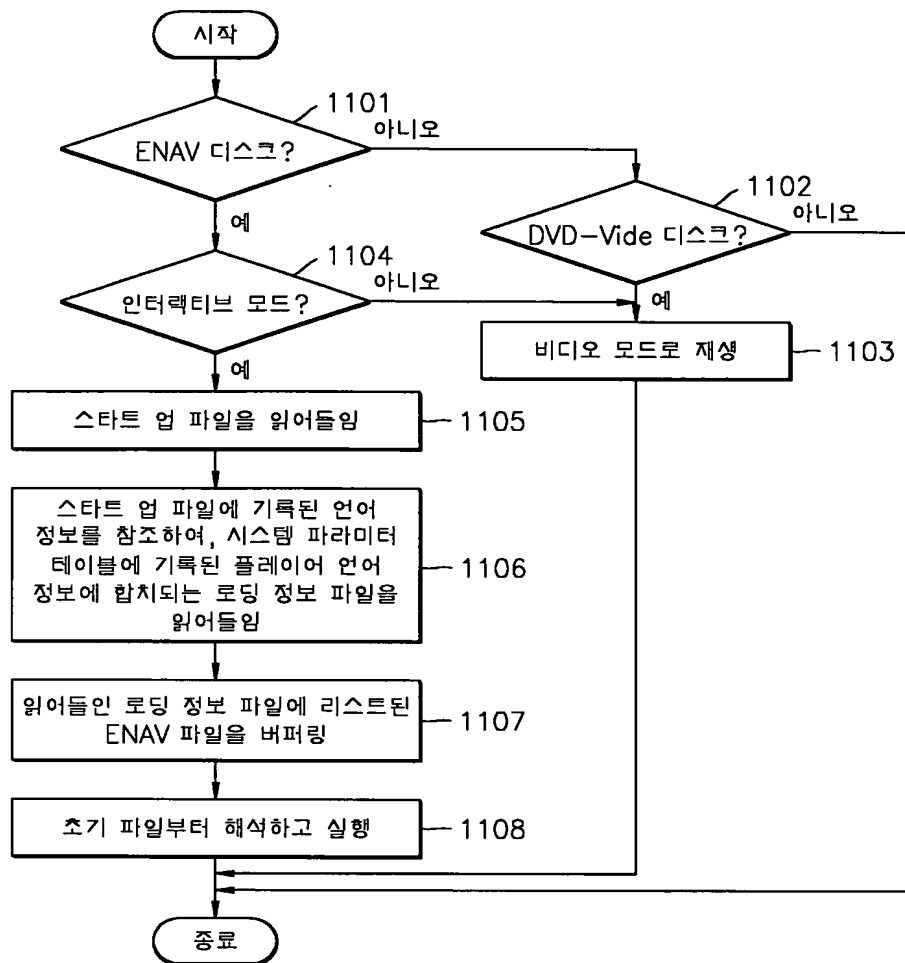 시작
1101
ENAV 디스크?
아니오
예
1102
DVD-Vide 디스크?
아니오
예
1104
인터랙티브 모드?
아니오
예
비디오 모드로 재생
1103
스타트 업 파일을 읽어들임
1105
스타트 업 파일에 기록된 언어
정보를 참조하여, 시스템 파라미터
테이블에 기록된 플레이어 언어
정보에 합치되는 로딩 정보 파일을
읽어들임
1106
읽어들인 로딩 정보 파일에 리스트된
ENAV 파일을 버퍼링
1107
초기 파일부터 해석하고 실행
1108
종료